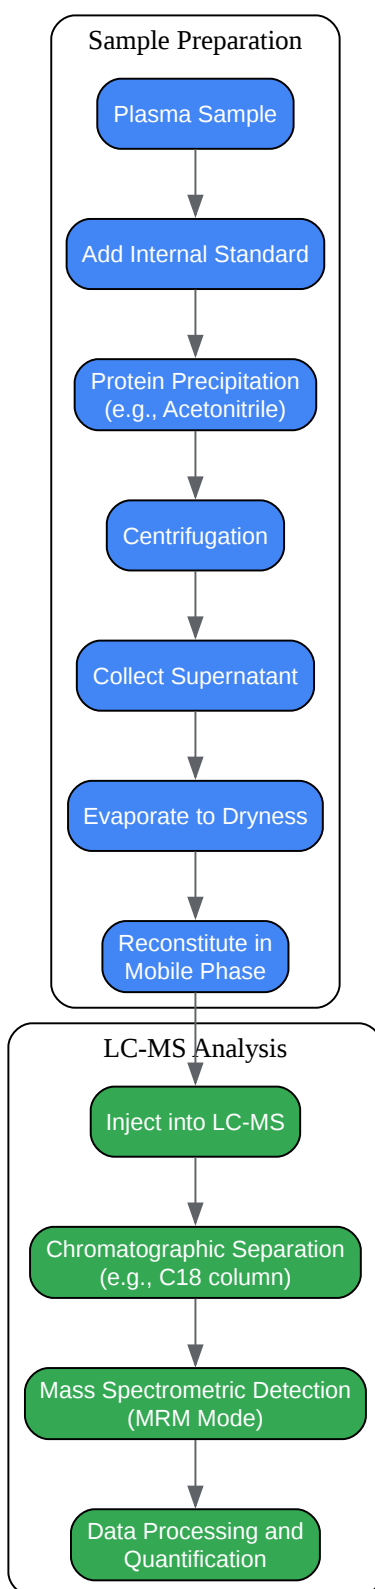 Sample Preparation
Plasma Sample
Add Internal Standard
Protein Precipitation
(e.g., Acetonitrile)
Centrifugation
Collect Supernatant
Evaporate to Dryness
Reconstitute in
Mobile Phase
LC-MS Analysis
Inject into LC-MS
Chromatographic Separation
(e.g., C18 column)
Mass Spectrometric Detection
(MRM Mode)
Data Processing and
Quantification